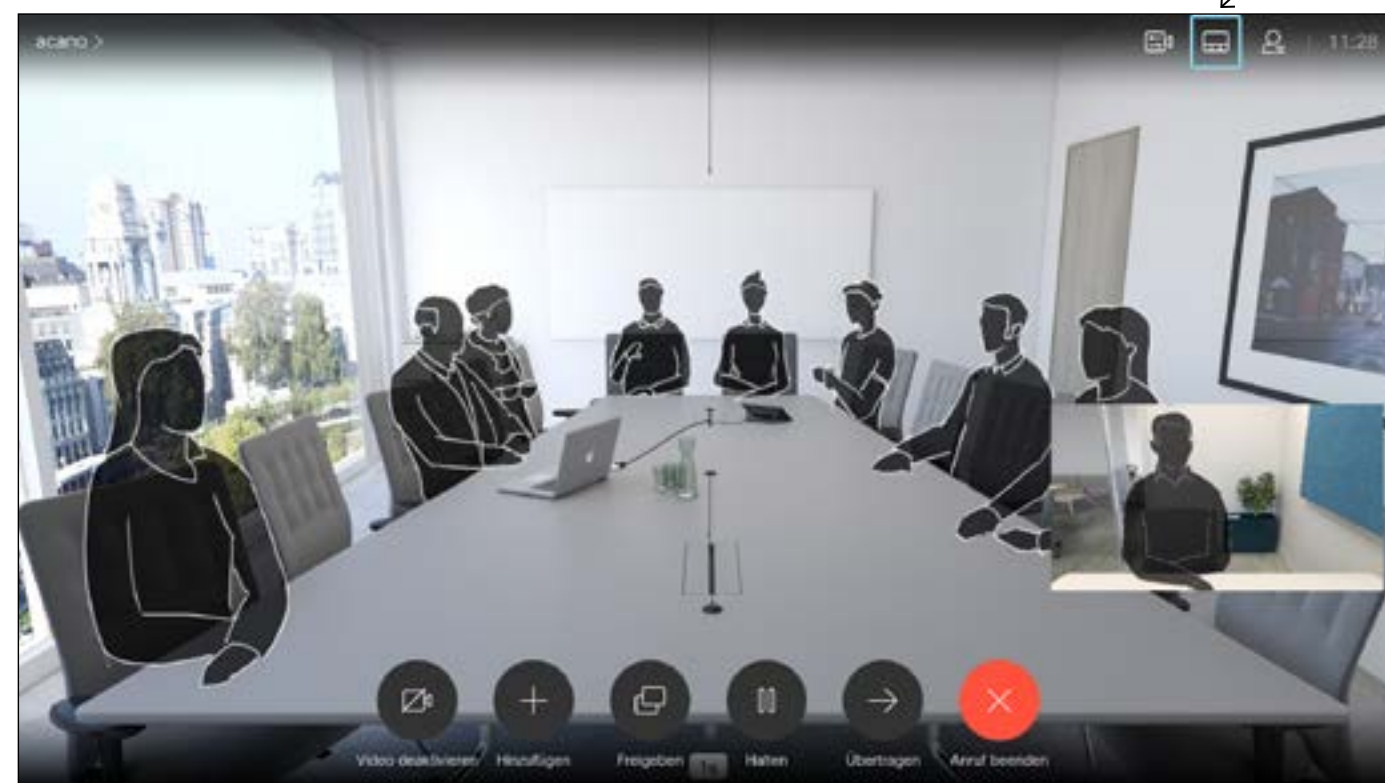 acano >
11:28
Video deaktivieren
Hinzufügen
Freigeben
Halten
Übertragen
Anruf beenden